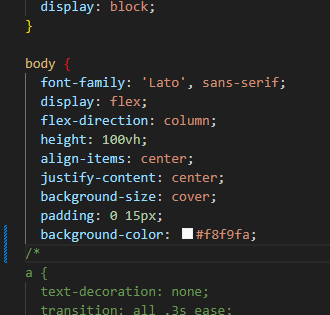 display: block;
}
body {
font-family: 'Lato', sans-serif;
display: flex;
flex-direction: column;
height: 100vh;
align-items: center;
justify-content: center;
background-size: cover;
padding: 0 15px;
background-color: #f8f9fa;
/*
a {
text-decoration: none;
transition: all .3s ease;